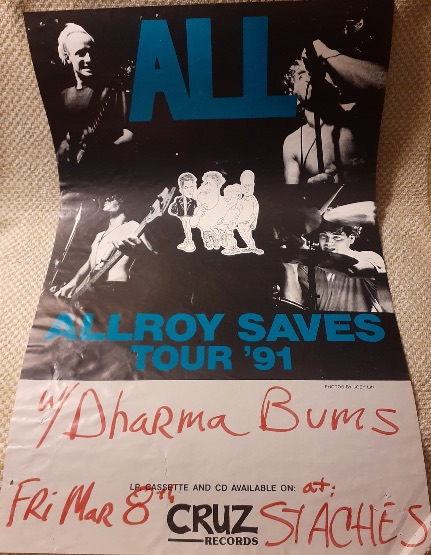 ALL
ALLROY SAVES
TOUR '91
w/ Dharma Bums
LP, CASSETTE AND CD AVAILABLE ON:
at:
Fri Mar 8th
CRUZ
RECORDS
STACHES